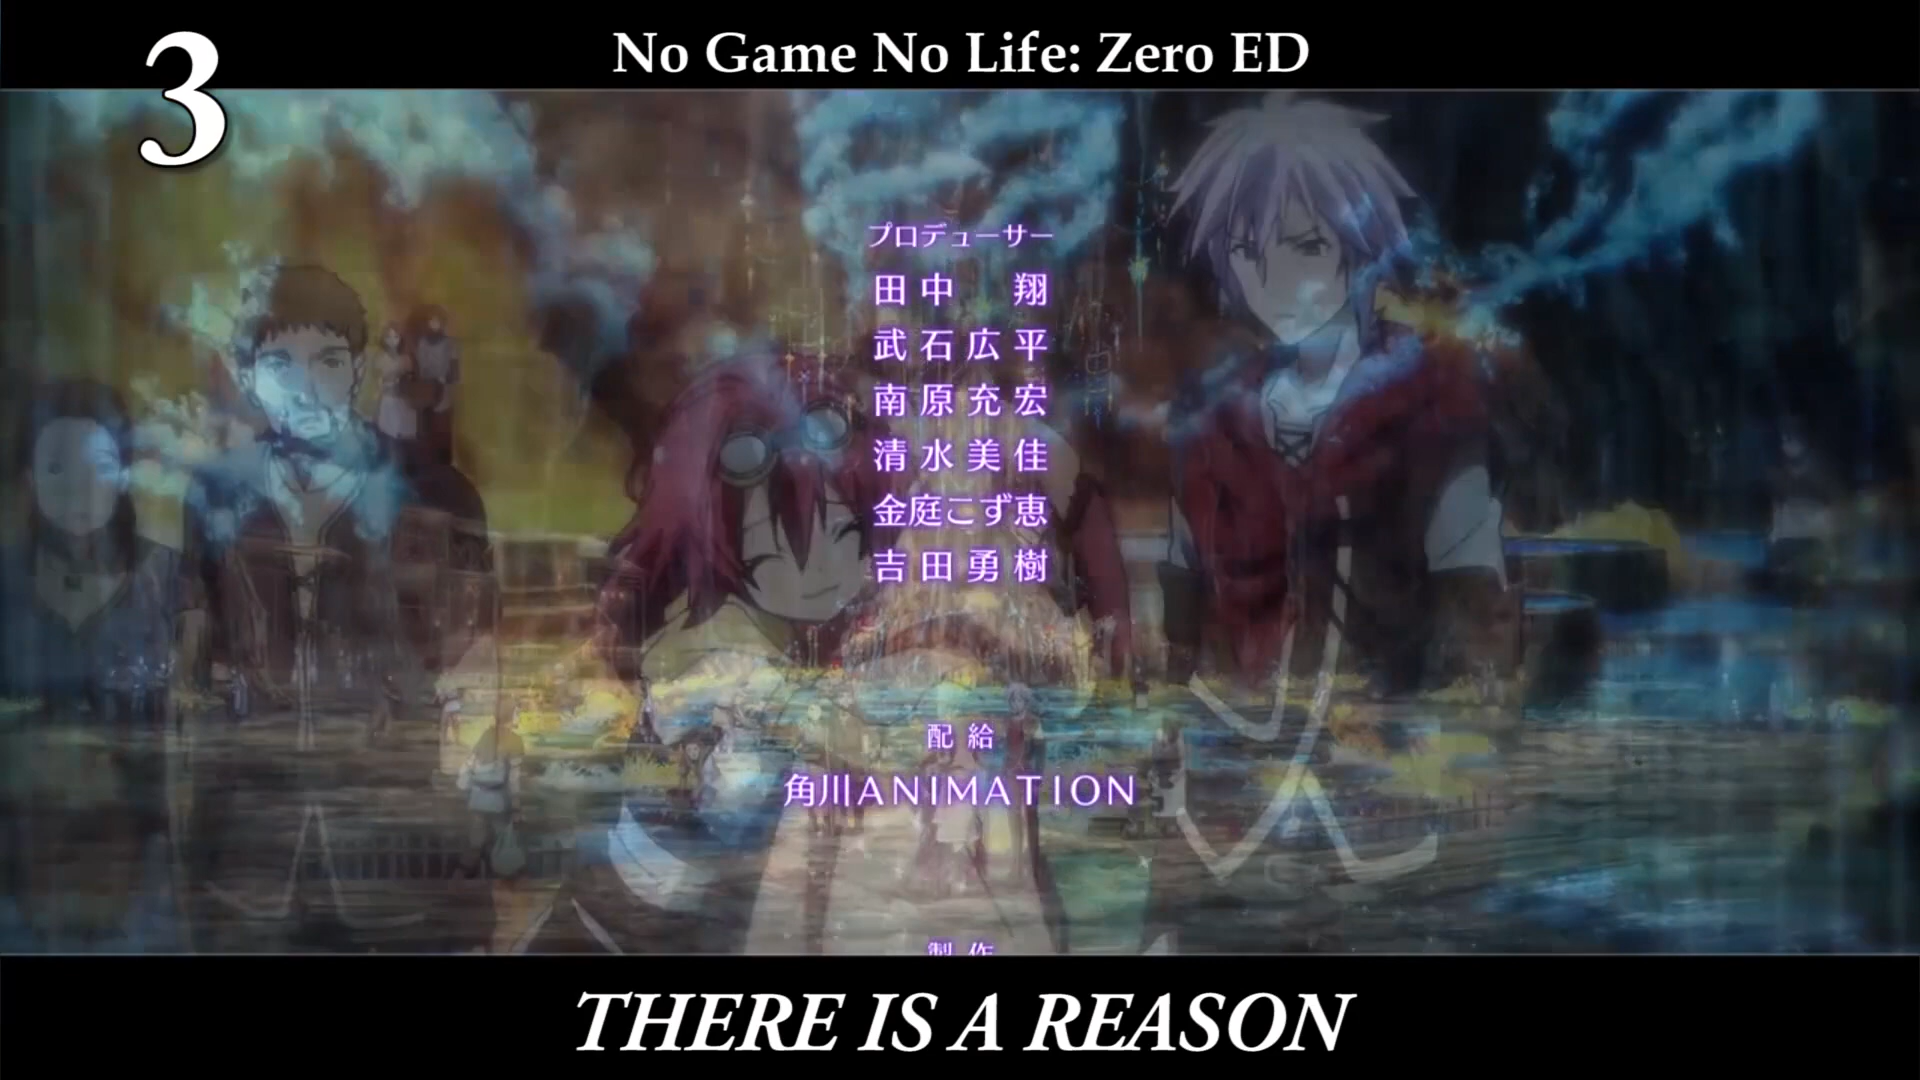 3
No Game No Life: Zero ED
プロデューサー
田中 翔
武石広平
南原充宏
清水美佳
金庭こず恵
吉田勇樹
配給
角川ANIMATION
製作
THERE IS A REASON